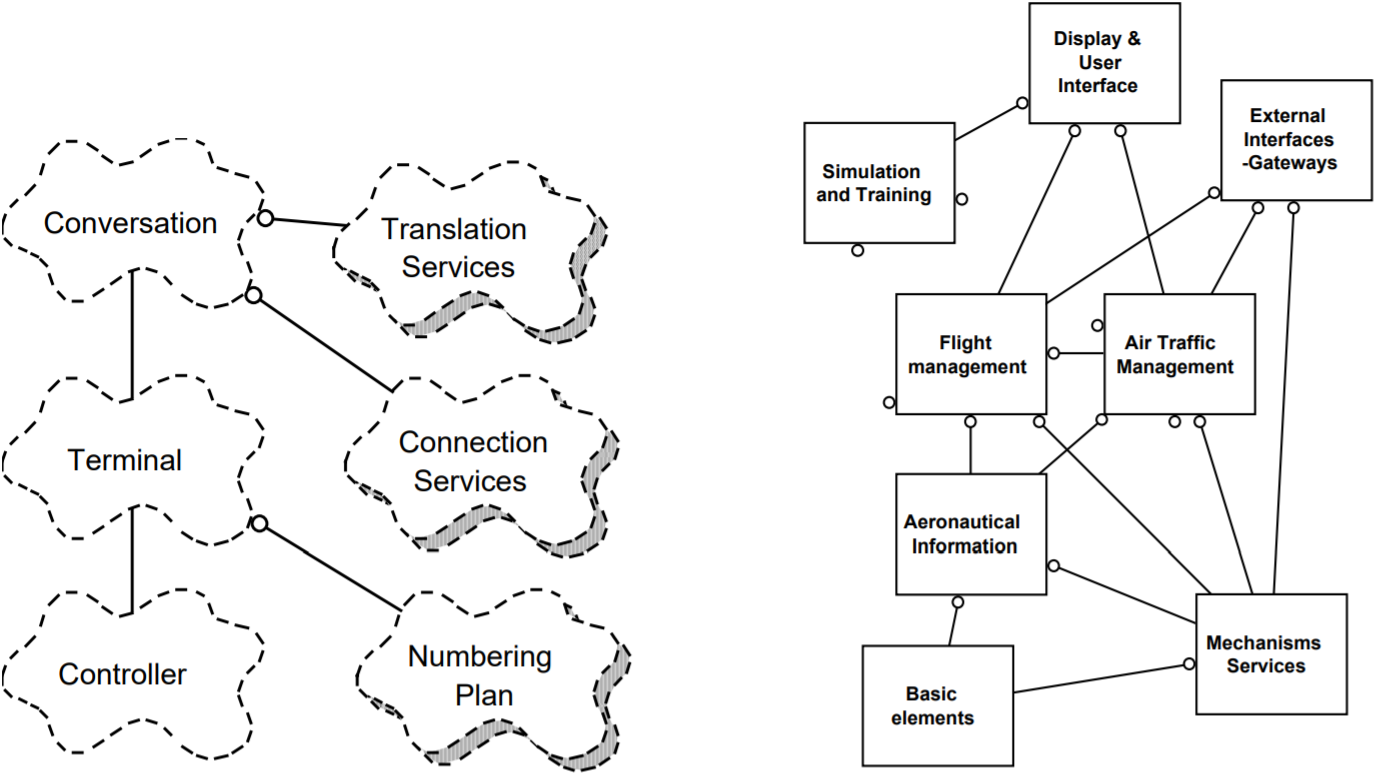 Conversation
Translation
Services
Terminal
Connection
Services
Controller
Numbering
Plan
Display &
User
Interface
External
Interfaces
-Gateways
Simulation
and Training
Flight
management
Air Traffic
Management
Aeronautical
Information
Mechanisms
Services
Basic
elements